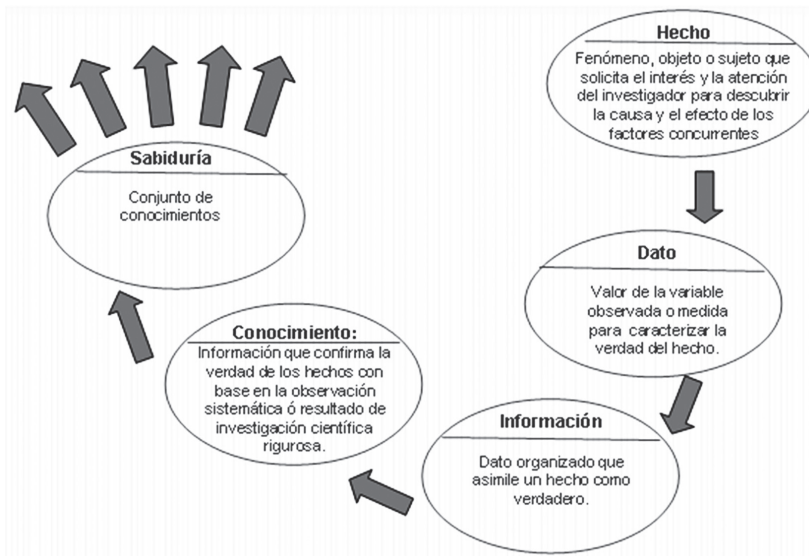 Hecho
Fenómeno, objeto o sujeto que
solicita el interés y la atención
del investigador para descubrir
la causa y el efecto de los
factores concurrentes
Dato
Valor de la variable
observada o medida
para caracterizar la
verdad del hecho.
Información
Dato organizado que
asimile un hecho como
verdadero.
Conocimiento:
Información que confirma la
verdad de los hechos con
base en la observación
sistemática ó resultado de
investigación científica
rigurosa.
Sabiduría
Conjunto de
conocimientos